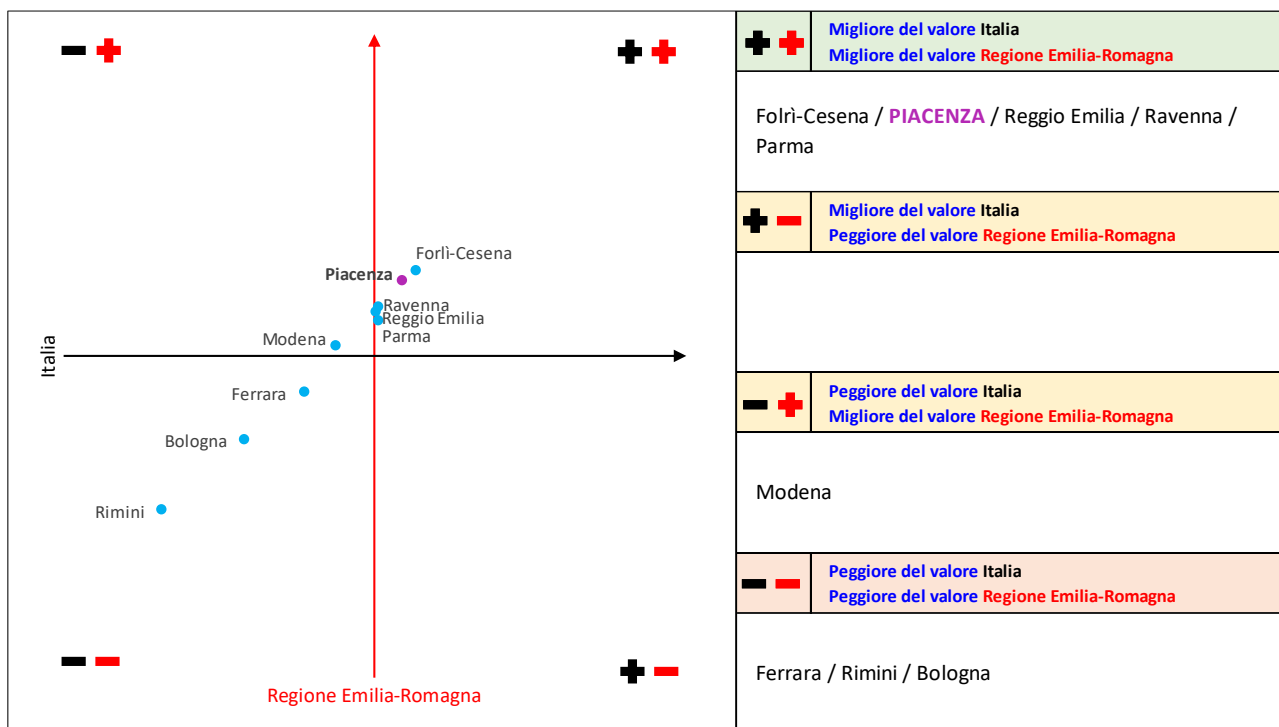 Italia
Forlì-Cesena
Piacenza
Ravenna
Reggio Emilia
Parma
Modena
Ferrara
Bologna
Rimini
Regione Emilia-Romagna
Migliore del valore Italia
Migliore del valore Regione Emilia-Romagna
Folrì-Cesena / PIACENZA / Reggio Emilia / Ravenna /
Parma
Migliore del valore Italia
Peggiore del valore Regione Emilia-Romagna
Peggiore del valore Italia
Migliore del valore Regione Emilia-Romagna
Modena
Peggiore del valore Italia
Peggiore del valore Regione Emilia-Romagna
Ferrara / Rimini / Bologna